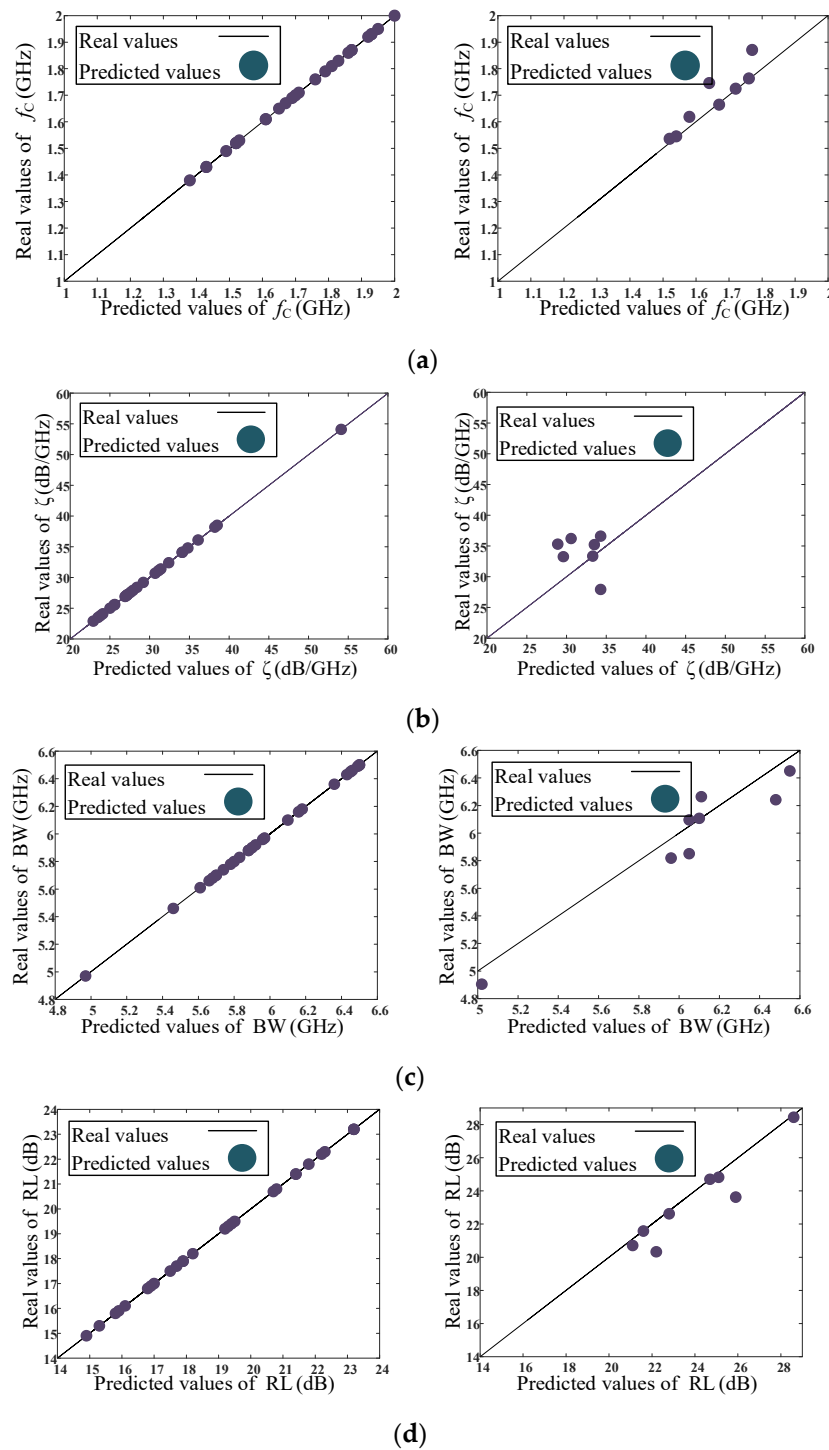 Real values
Predicted values
2
1.9
1.8
1.7
1.6
1.5
1.4
1.3
1.2
1.1
1
1 1.1 1.2 1.3 1.4 1.5 1.6 1.7 1.8 1.9 2
Real values of fC (GHz)
Predicted values of fC (GHz)
Real values
Predicted values
2
1.9
1.8
1.7
1.6
1.5
1.4
1.3
1.2
1.1
1
1 1.1 1.2 1.3 1.4 1.5 1.6 1.7 1.8 1.9 2
Real values of fC (GHz)
Predicted values of fC (GHz)
(a)
Real values
Predicted values
60
55
50
45
40
35
30
25
20
20 25 30 35 40 45 50 55 60
Real values of ζ (dB/GHz)
Predicted values of ζ (dB/GHz)
Real values
Predicted values
60
55
50
45
40
35
30
25
20
20 25 30 35 40 45 50 55 60
Real values of ζ (dB/GHz)
Predicted values of ζ (dB/GHz)
(b)
Real values
Predicted values
6.6
6.4
6.2
6
5.8
5.6
5.4
5.2
5
4.8
4.8 5 5.2 5.4 5.6 5.8 6 6.2 6.4 6.6
Real values of BW (GHz)
Predicted values of BW (GHz)
Real values
Predicted values
6.6
6.4
6.2
6
5.8
5.6
5.4
5.2
5
4.8
5 5.2 5.4 5.6 5.8 6 6.2 6.4 6.6
Real values of BW (GHz)
Predicted values of BW (GHz)
(c)
Real values
Predicted values
24
23
22
21
20
19
18
17
16
15
14
14 15 16 17 18 19 20 21 22 23 24
Real values of RL (dB)
Predicted values of RL (dB)
Real values
Predicted values
28
26
24
22
20
18
16
14
14 16 18 20 22 24 26 28
Real values of RL (dB)
Predicted values of RL (dB)
(d)